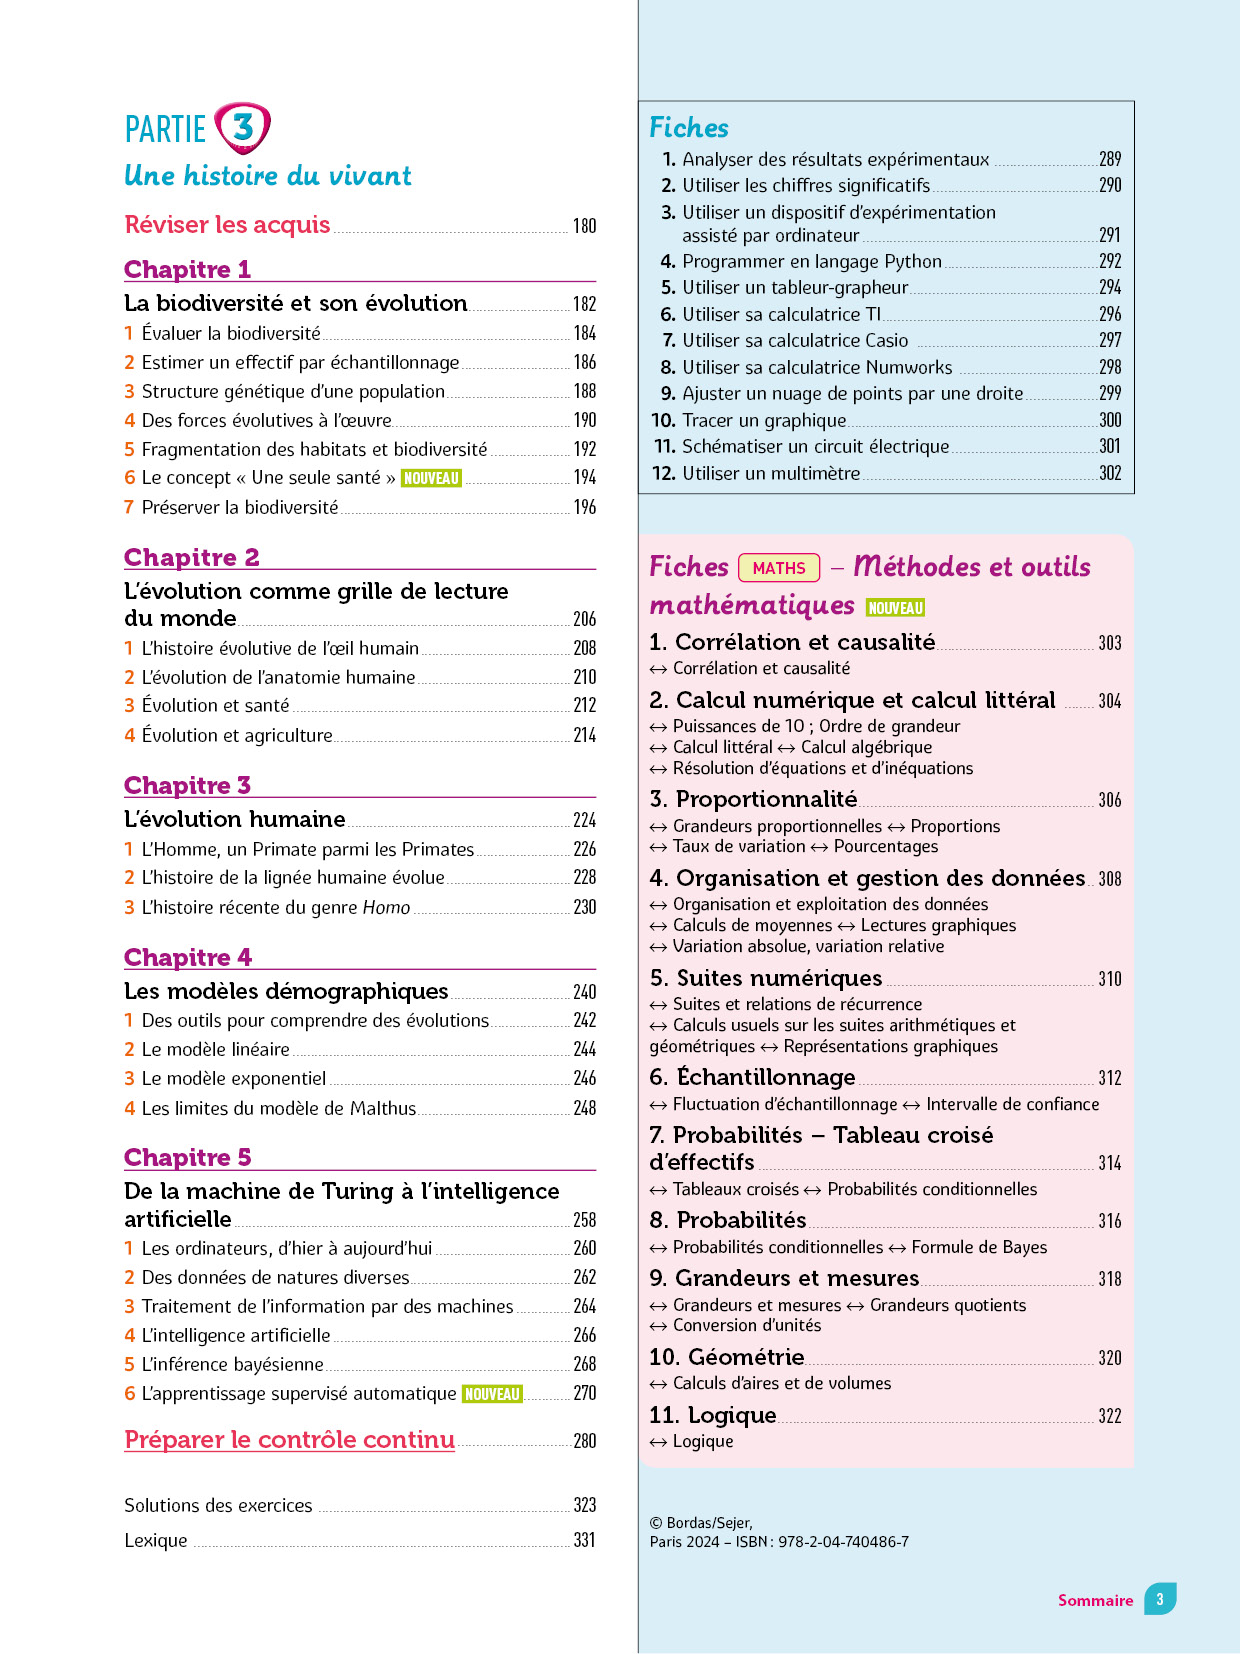 PARTIE 3
Une histoire du vivant
Réviser les acquis 180
Chapitre 1
La biodiversité et son évolution 182
1 Évaluer la biodiversité 184
2 Estimer un effectif par échantillonnage 186
3 Structure génétique d'une population 188
4 Des forces évolutives à l'œuvre 190
5 Fragmentation des habitats et biodiversité 192
6 Le concept « Une seule santé » NOUVEAU 194
7 Préserver la biodiversité 196
Chapitre 2
L'évolution comme grille de lecture
du monde 206
1 L'histoire évolutive de l'œil humain 208
2 L'évolution de l'anatomie humaine 210
3 Évolution et santé 212
4 Évolution et agriculture 214
Chapitre 3
L'évolution humaine 224
1 L'Homme, un Primate parmi les Primates 226
2 L'histoire de la lignée humaine évolue 228
3 L'histoire récente du genre Homo 230
Chapitre 4
Les modèles démographiques 240
1 Des outils pour comprendre des évolutions 242
2 Le modèle linéaire 244
3 Le modèle exponentiel 246
4 Les limites du modèle de Malthus 248
Chapitre 5
De la machine de Turing à l'intelligence
artificielle 258
1 Les ordinateurs, d'hier à aujourd'hui 260
2 Des données de natures diverses 262
3 Traitement de l'information par des machines 264
4 L'intelligence artificielle 266
5 L'inférence bayésienne 268
6 L'apprentissage supervisé automatique NOUVEAU 270
Préparer le contrôle continu 280
Solutions des exercices 323
Lexique 331
Fiches
1. Analyser des résultats expérimentaux 289
2. Utiliser les chiffres significatifs 290
3. Utiliser un dispositif d'expérimentation
assisté par ordinateur 291
4. Programmer en langage Python 292
5. Utiliser un tableur-grapheur 294
6. Utiliser sa calculatrice TI 296
7. Utiliser sa calculatrice Casio 297
8. Utiliser sa calculatrice Numworks 298
9. Ajuster un nuage de points par une droite 299
10. Tracer un graphique 300
11. Schématiser un circuit électrique 301
12. Utiliser un multimètre 302
Fiches MATHS – Méthodes et outils
mathématiques NOUVEAU
1. Corrélation et causalité 303
↔ Corrélation et causalité
2. Calcul numérique et calcul littéral 304
↔ Puissances de 10 ; Ordre de grandeur
↔ Calcul littéral ↔ Calcul algébrique
↔ Résolution d'équations et d'inéquations
3. Proportionnalité 306
↔ Grandeurs proportionnelles ↔ Proportions
↔ Taux de variation ↔ Pourcentages
4. Organisation et gestion des données 308
↔ Organisation et exploitation des données
↔ Calculs de moyennes ↔ Lectures graphiques
↔ Variation absolue, variation relative
5. Suites numériques 310
↔ Suites et relations de récurrence
↔ Calculs usuels sur les suites arithmétiques et
géométriques ↔ Représentations graphiques
6. Échantillonnage 312
↔ Fluctuation d'échantillonnage ↔ Intervalle de confiance
7. Probabilités – Tableau croisé
d'effectifs 314
↔ Tableaux croisés ↔ Probabilités conditionnelles
8. Probabilités 316
↔ Probabilités conditionnelles ↔ Formule de Bayes
9. Grandeurs et mesures 318
↔ Grandeurs et mesures ↔ Grandeurs quotients
↔ Conversion d'unités
10. Géométrie 320
↔ Calculs d'aires et de volumes
11. Logique 322
↔ Logique
© Bordas/Sejer,
Paris 2024 – ISBN : 978-2-04-740486-7
Sommaire 3